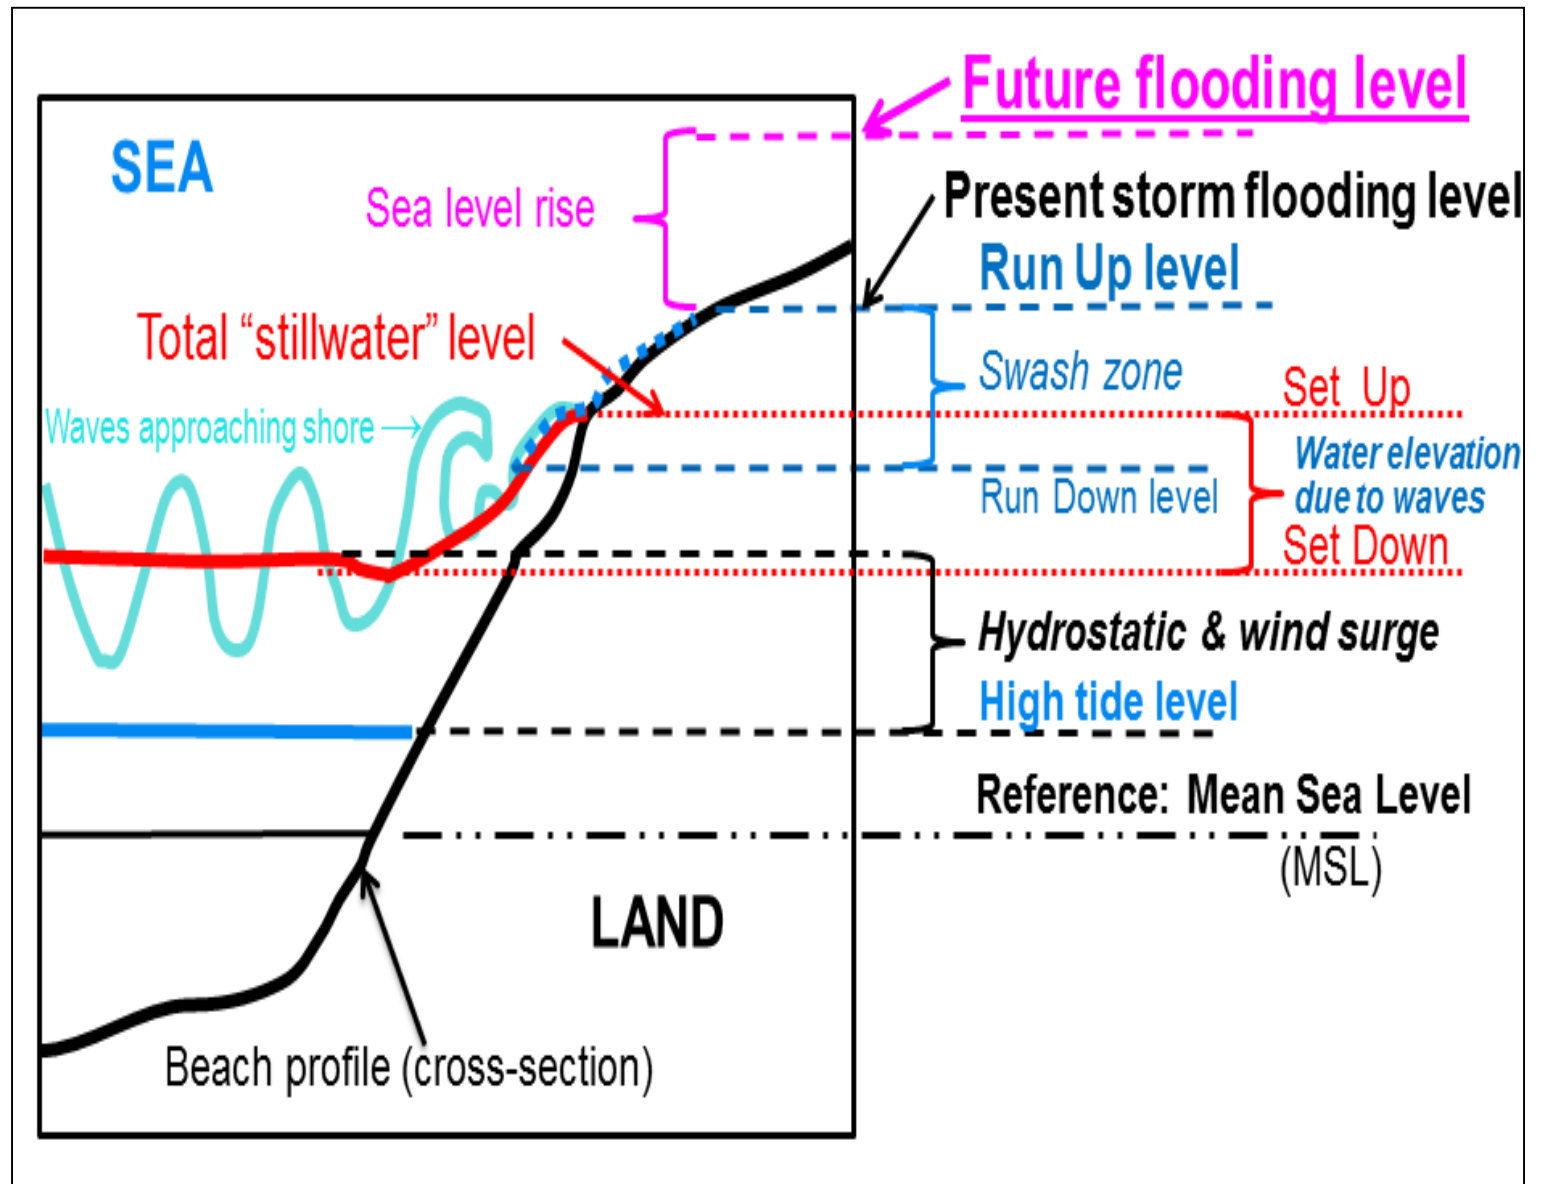 Future flooding level
SEA
Present storm flooding level
Sea level rise
Run Up level
Total “stillwater” level
Swash zone
Set Up
Waves approaching shore
Water elevation
due to waves
Run Down level
Set Down
Hydrostatic & wind surge
High tide level
Reference: Mean Sea Level
(MSL)
LAND
Beach profile (cross-section)